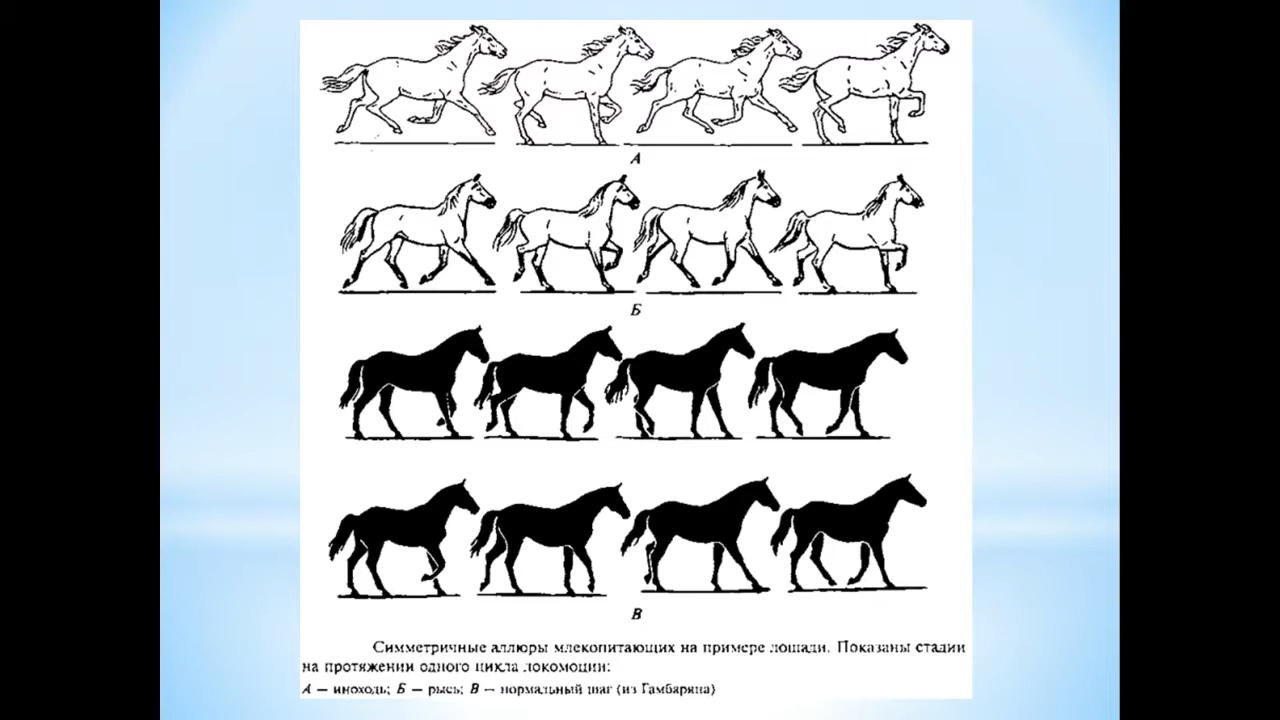 А
Б
В
Симметричные аллюры млекопитающих на примере лошади. Показаны стадии
на протяжении одного цикла локомоции:
А — иноходь; Б — рысь; В — нормальный шаг (из Гамбаряна)